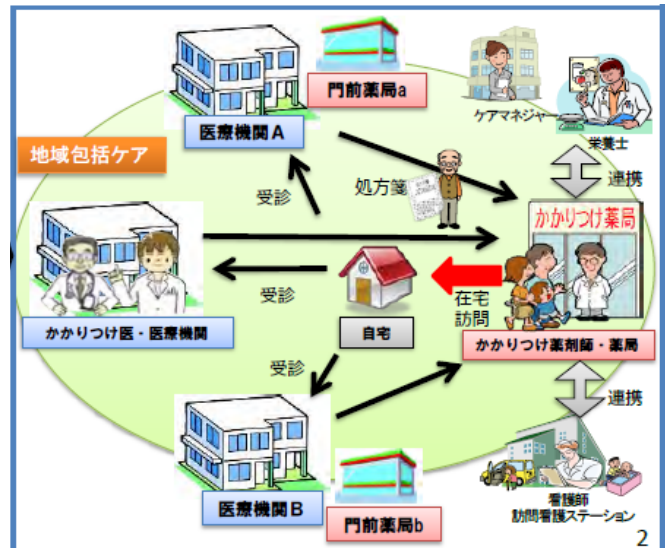 門前薬局a
医療機関A
ケアマネジャー
栄養士
地域包括ケア
受診
処方箋
連携
かかりつけ薬局
受診
自宅
在宅
訪問
かかりつけ医・医療機関
かかりつけ薬剤師・薬局
受診
連携
医療機関B
門前薬局b
看護師
訪問看護ステーション
2